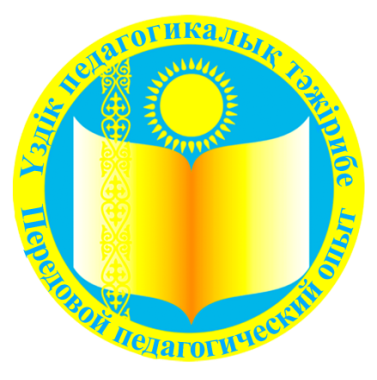 Үздік педагогикалық тәжірибе
Передовой педагогический опыт